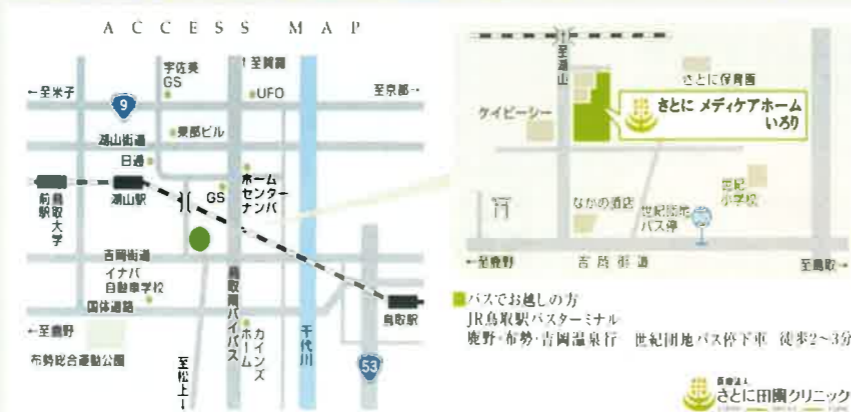 ACCESS MAP
←至米子
宇佐美
GS
↑至賀露
UFO
至京都→
9
湖山街道
東部ビル
日通
鳥取大学
前駅
湖山駅
GS
ホーム
センター
ナンバ
吉岡街道
イナバ
自動車学校
国体道路
←至鹿野
布勢総合運動公園
至松上↓
鳥取南バイパス
カインズ
ホーム
千代川
鳥取駅
53
至湖山
さとに保育園
ケイピーシー
さとに メディケアホーム
いろり
なかの酒店
世紀団地
バス停
世紀
小学校
←至鹿野
吉岡街道
至鳥取→
■バスでお越しの方
JR鳥取駅バスターミナル
鹿野・布勢・吉岡温泉行 世紀団地バス停下車 徒歩2~3分
医療法人
さとに田園クリニック